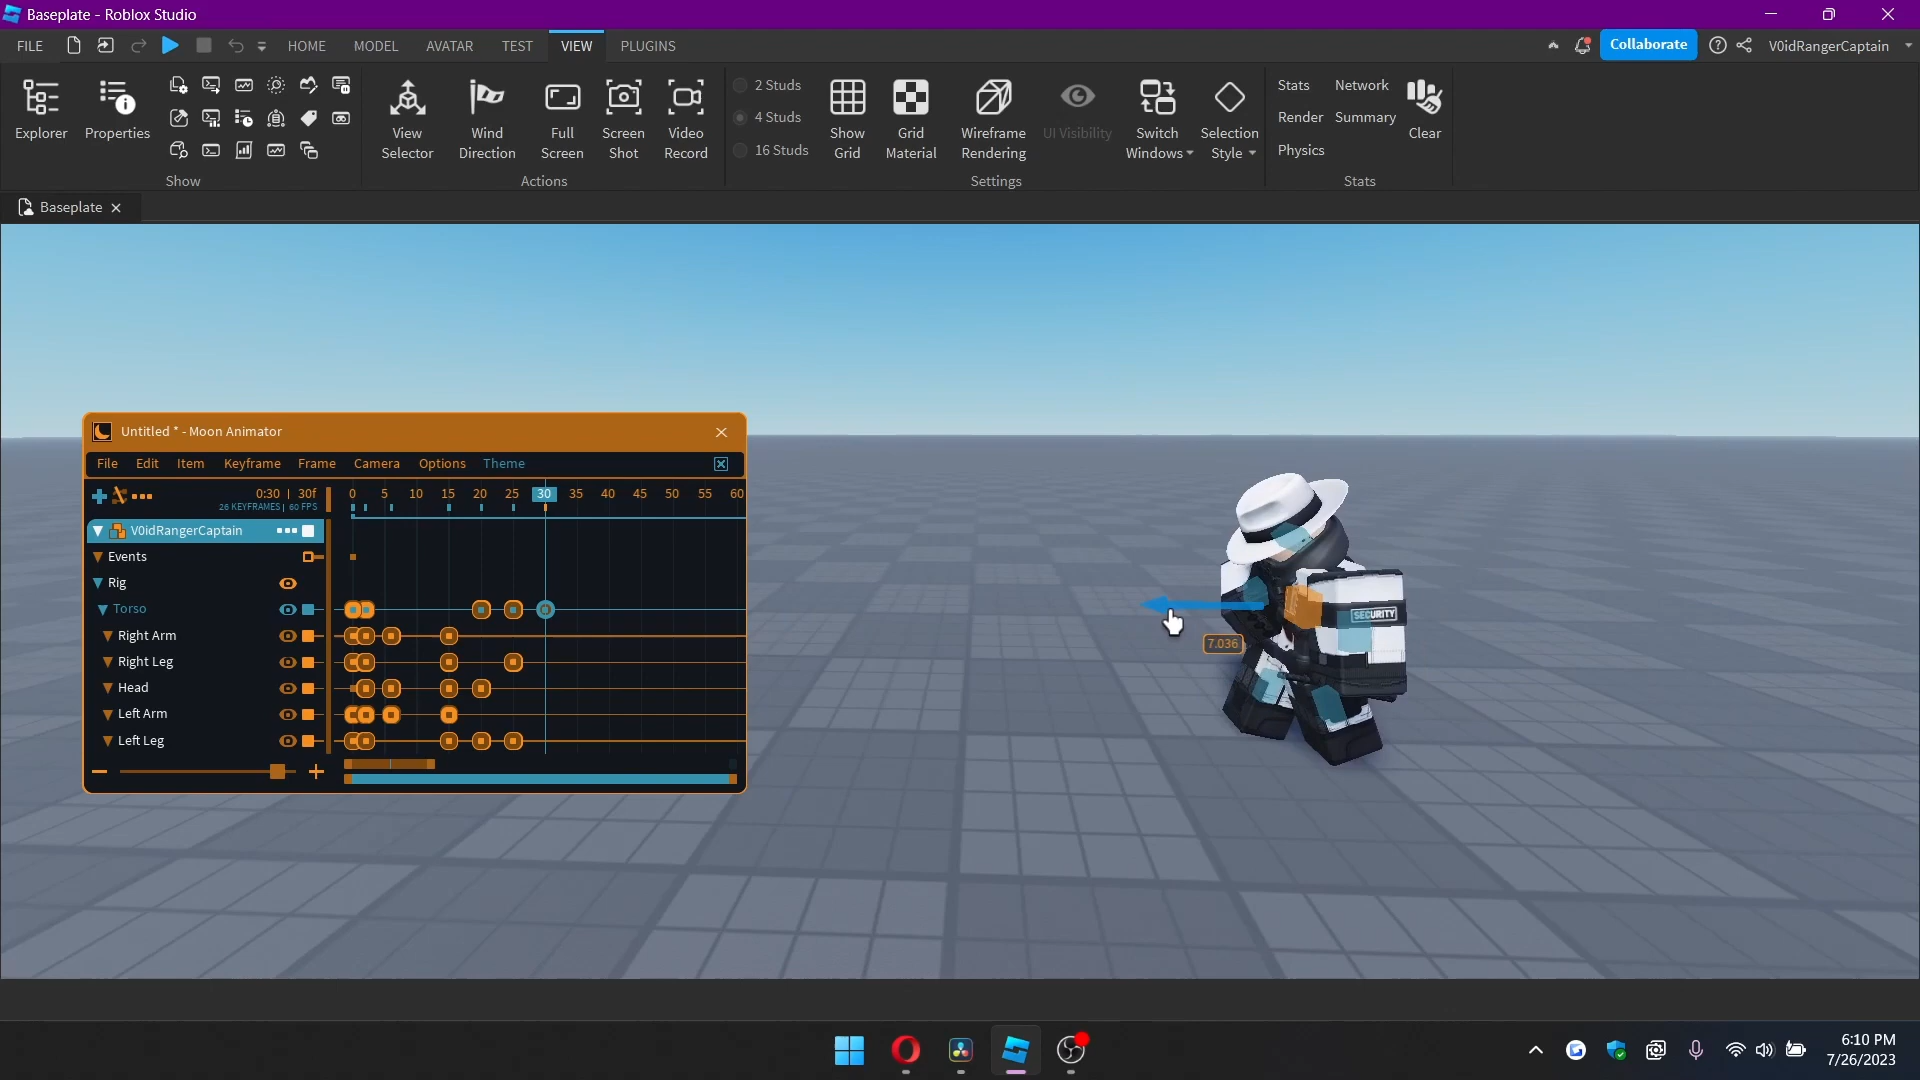 Baseplate - Roblox Studio
FILE HOME MODEL AVATAR TEST VIEW PLUGINS Collaborate V0idRangerCaptain
Explorer
Properties
Show
View Selector
Wind Direction
Full Screen
Screen Shot
Video Record
Actions
2 Studs
4 Studs
16 Studs
Show Grid
Grid Material
Wireframe Rendering
UI Visibility
Switch Windows
Selection Style
Settings
Stats Network
Render Summary
Physics
Clear
Stats
Baseplate
Untitled * - Moon Animator
File Edit Item Keyframe Frame Camera Options Theme
0:30 | 30f
26 KEYFRAMES | 60 FPS
0 5 10 15 20 25 30 35 40 45 50 55 60
V0idRangerCaptain
Events
Rig
Torso
Right Arm
Right Leg
Head
Left Arm
Left Leg
7.036
SECURITY
6:10 PM
7/26/2023